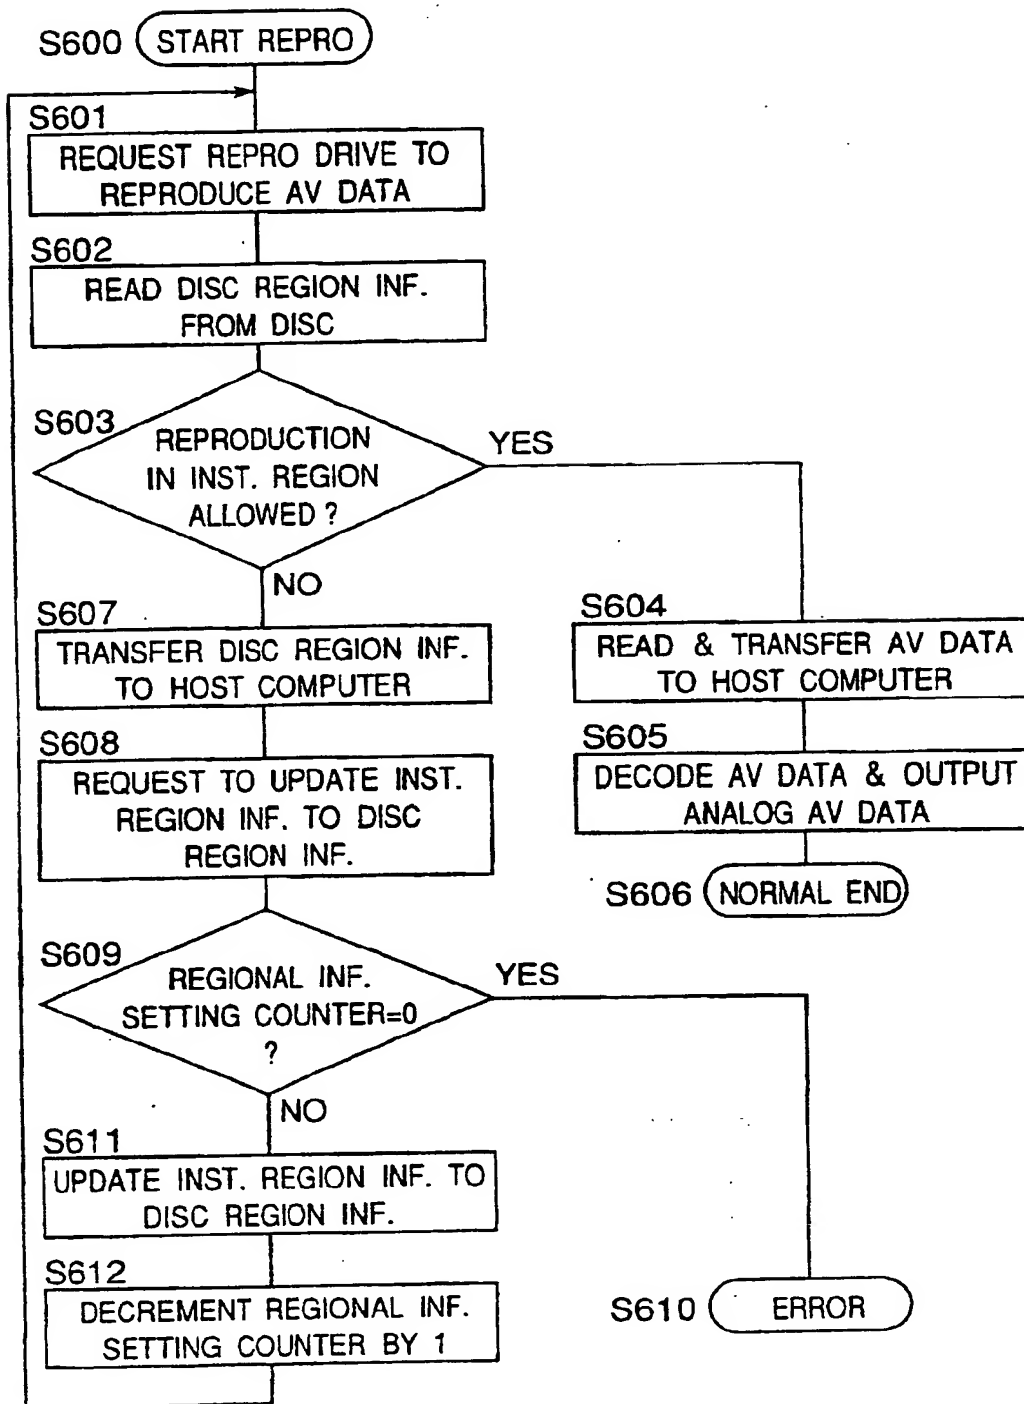 S600 START REPRO
S601
REQUEST REPRO DRIVE TO
REPRODUCE AV DATA
S602
READ DISC REGION INF.
FROM DISC
S603
REPRODUCTION
IN INST. REGION
ALLOWED ?
YES
NO
S607
TRANSFER DISC REGION INF.
TO HOST COMPUTER
S604
READ & TRANSFER AV DATA
TO HOST COMPUTER
S608
REQUEST TO UPDATE INST.
REGION INF. TO DISC
REGION INF.
S605
DECODE AV DATA & OUTPUT
ANALOG AV DATA
S606 NORMAL END
S609
REGIONAL INF.
SETTING COUNTER=0
?
YES
NO
S611
UPDATE INST. REGION INF. TO
DISC REGION INF.
S612
DECREMENT REGIONAL INF.
SETTING COUNTER BY 1
S610 ERROR